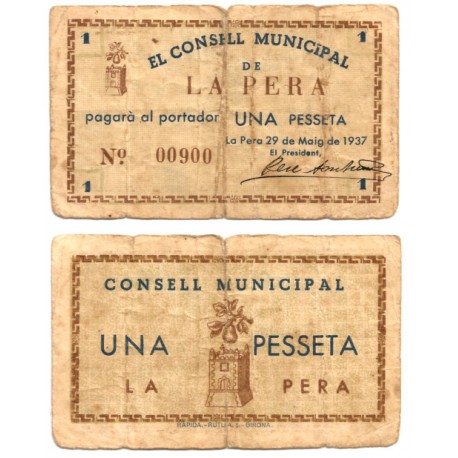 1 1
EL CONSELL MUNICIPAL
DE
LA PERA
pagarà al portador UNA PESSETA
La Pera 29 de Maig de 1937
El President,
Nº 00900
1 1
CONSELL MUNICIPAL
UNA PESSETA
LA PERA